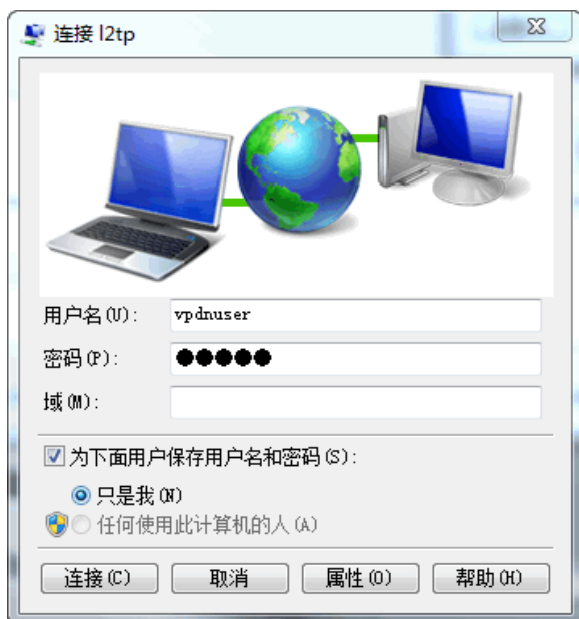 连接 l2tp
用户名(U): vpdnuser
密码(P): ●●●●●
域(M):
为下面用户保存用户名和密码(S):
只是我(N)
任何使用此计算机的人(A)
连接(C) 取消 属性(O) 帮助(H)